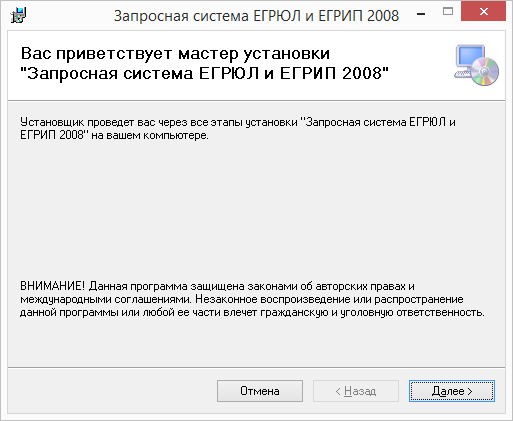 Запросная система ЕГРЮЛ и ЕГРИП 2008
Вас приветствует мастер установки
"Запросная система ЕГРЮЛ и ЕГРИП 2008"
Установщик проведет вас через все этапы установки "Запросная система ЕГРЮЛ и
ЕГРИП 2008" на вашем компьютере.
ВНИМАНИЕ! Данная программа защищена законами об авторских правах и
международными соглашениями. Незаконное воспроизведение или распространение
данной программы или любой ее части влечет гражданскую и уголовную ответственность.
Отмена
< Назад
Далее >